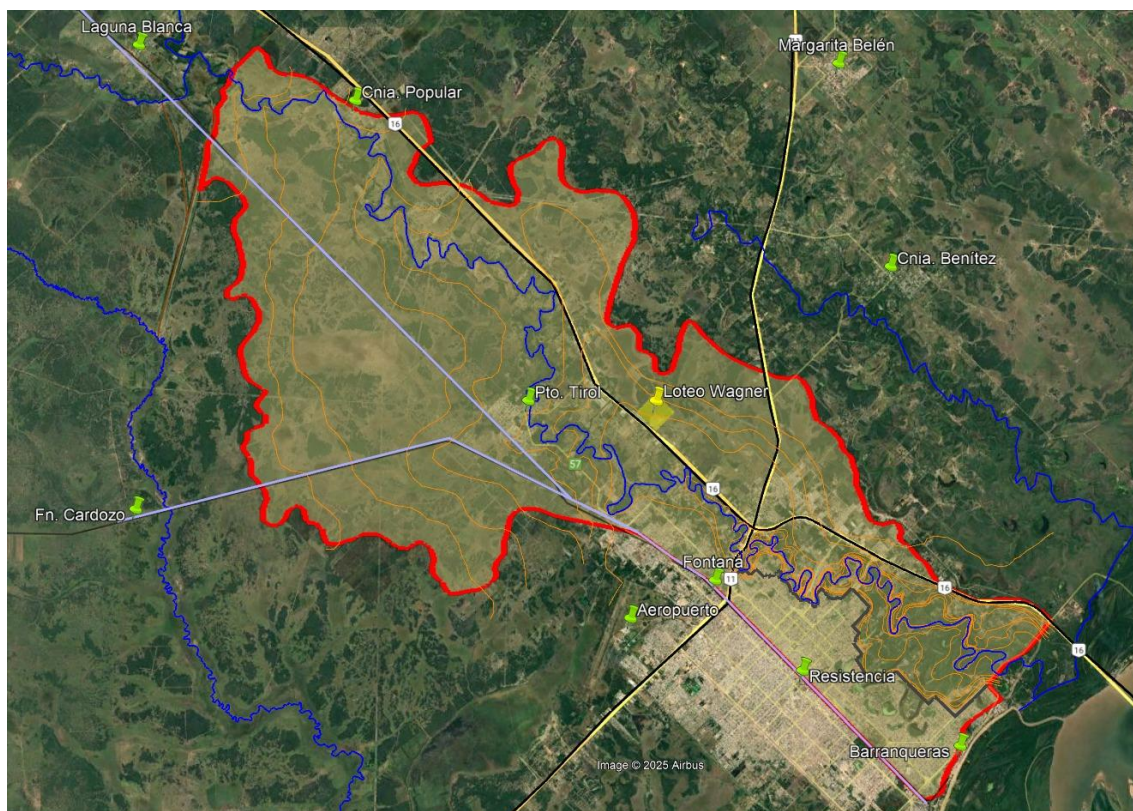 Laguna Blanca
Margarita Belén
Cnia. Popular
16
Cnia. Benítez
Pto. Tirol
Loteo Wagner
57
16
Fn. Cardozo
Fontana
11
16
Aeropuerto
16
Resistencia
Barranqueras
Image © 2025 Airbus